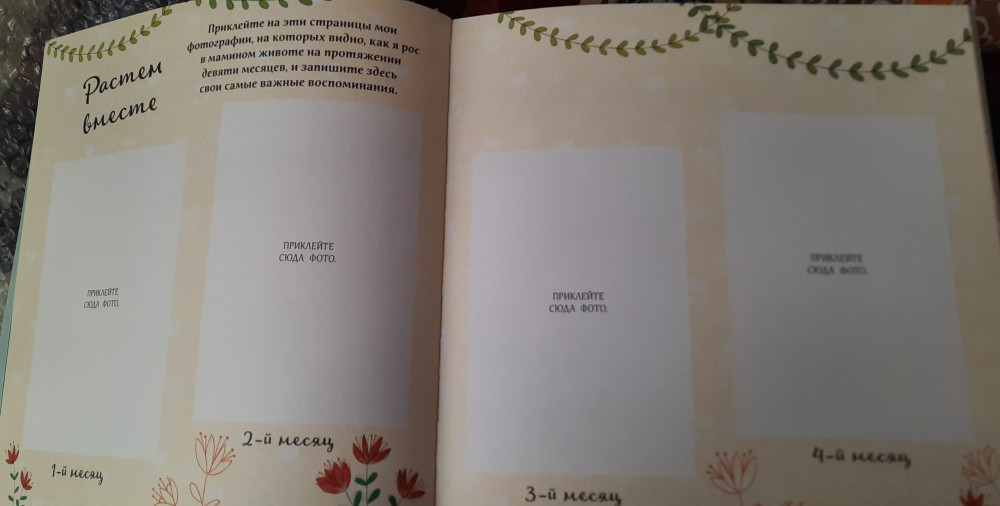 Растем
вместе
Приклейте на эти страницы мои
фотографии, на которых видно, как я рос
в мамином животе на протяжении
девяти месяцев, и запишите здесь
свои самые важные воспоминания.
ПРИКЛЕЙТЕ
СЮДА ФОТО.
1-й месяц
ПРИКЛЕЙТЕ
СЮДА ФОТО.
2-й месяц
ПРИКЛЕЙТЕ
СЮДА ФОТО.
3-й месяц
ПРИКЛЕЙТЕ
СЮДА ФОТО.
4-й месяц